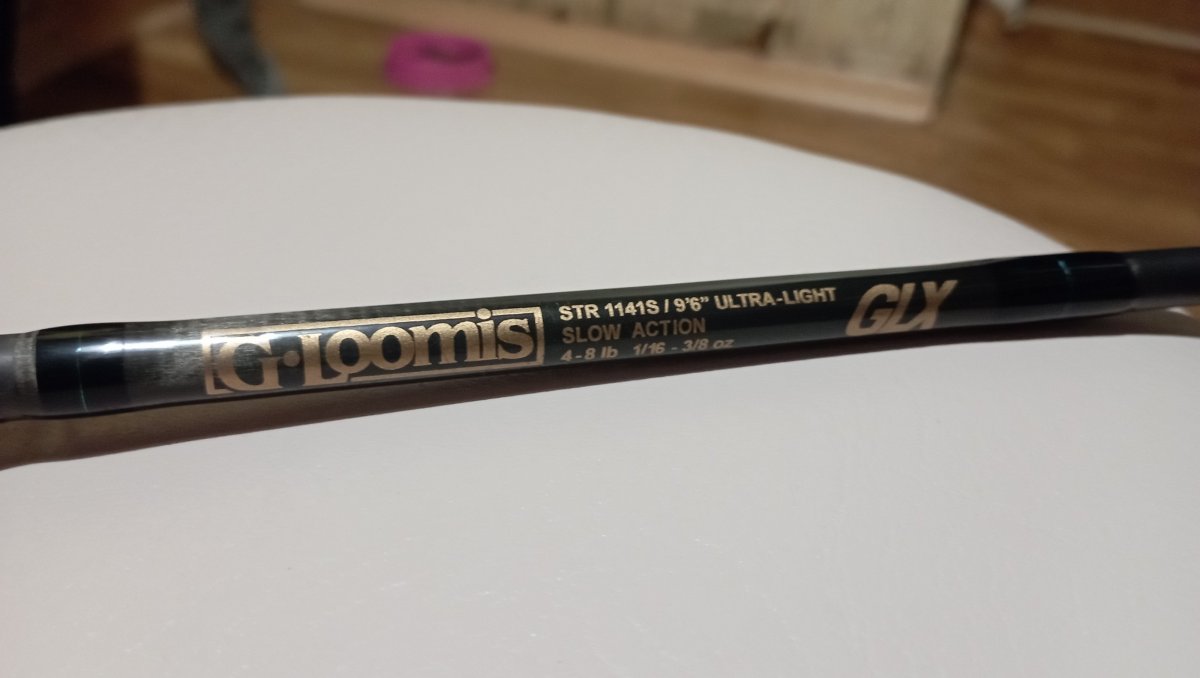 G·Loomis
STR 1141S / 9'6" ULTRA-LIGHT
SLOW ACTION
4-8 lb 1/16 - 3/8 oz
GLX